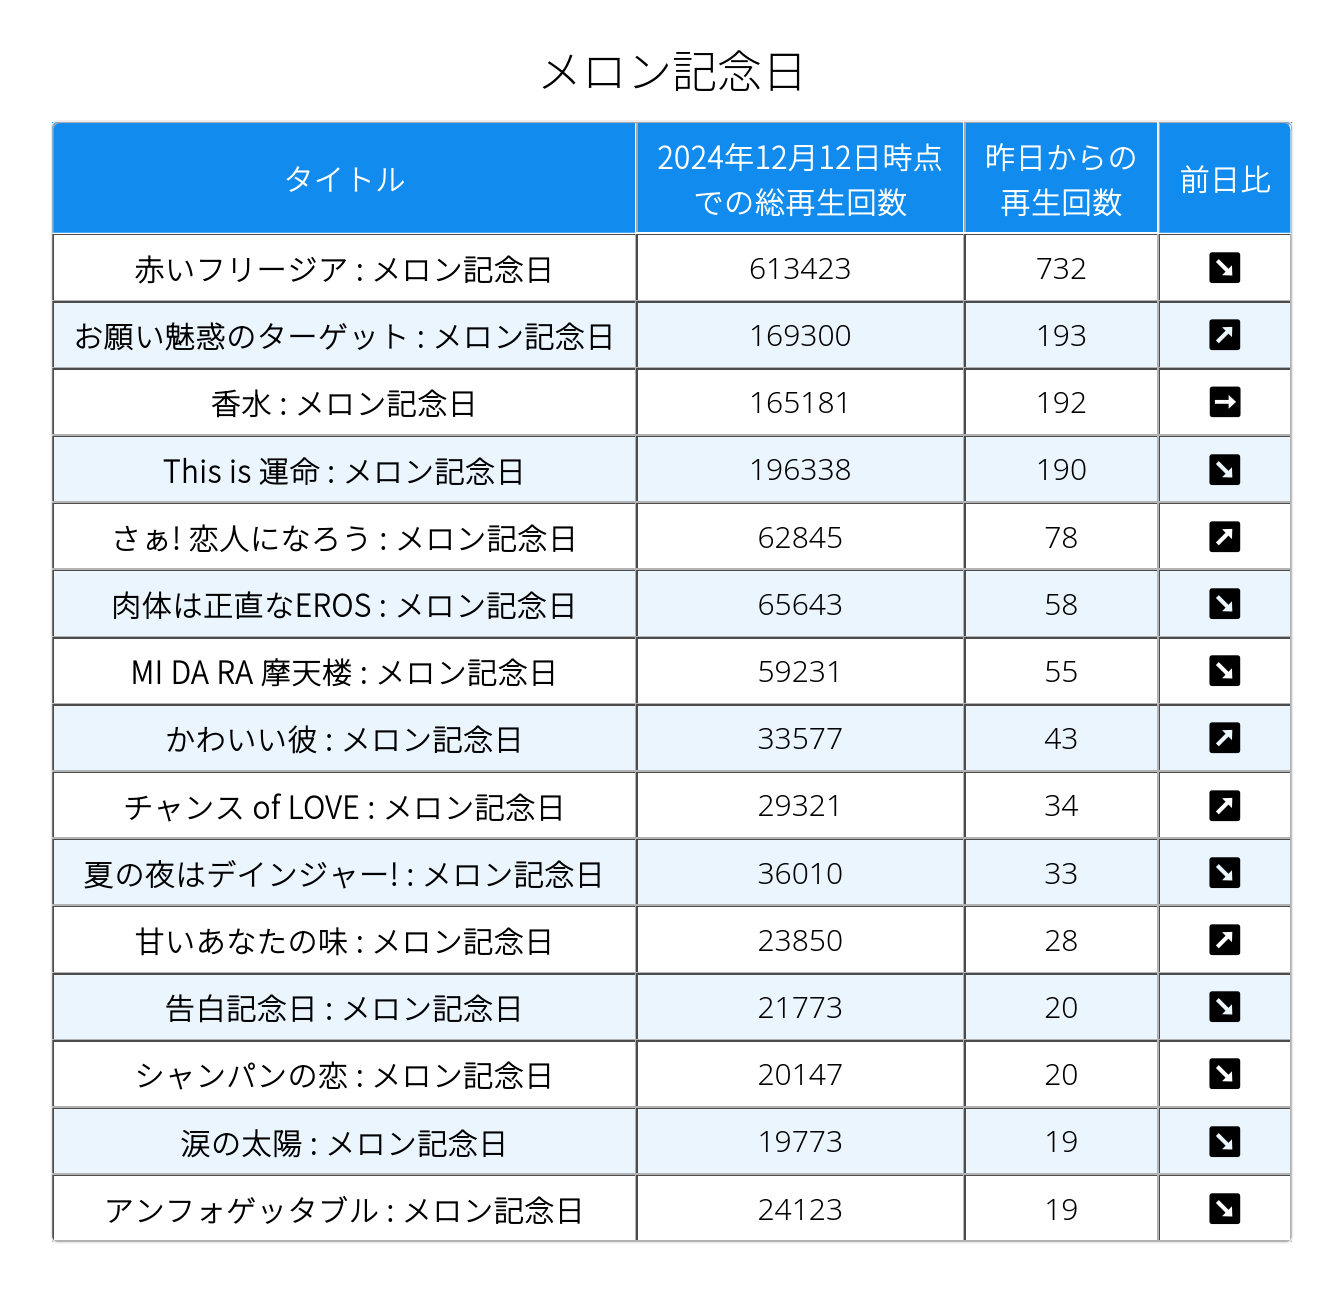 メロン記念日
タイトル
2024年12月12日時点
での総再生回数
昨日からの
再生回数
前日比
赤いフリージア : メロン記念日 613423 732 ↘
お願い魅惑のターゲット : メロン記念日 169300 193 ↗
香水 : メロン記念日 165181 192 →
This is 運命 : メロン記念日 196338 190 ↘
さぁ! 恋人になろう : メロン記念日 62845 78 ↗
肉体は正直なEROS : メロン記念日 65643 58 ↘
MI DA RA 摩天楼 : メロン記念日 59231 55 ↘
かわいい彼 : メロン記念日 33577 43 ↗
チャンス of LOVE : メロン記念日 29321 34 ↗
夏の夜はデインジャー! : メロン記念日 36010 33 ↘
甘いあなたの味 : メロン記念日 23850 28 ↗
告白記念日 : メロン記念日 21773 20 ↘
シャンパンの恋 : メロン記念日 20147 20 ↘
涙の太陽 : メロン記念日 19773 19 ↘
アンフォゲッタブル : メロン記念日 24123 19 ↘